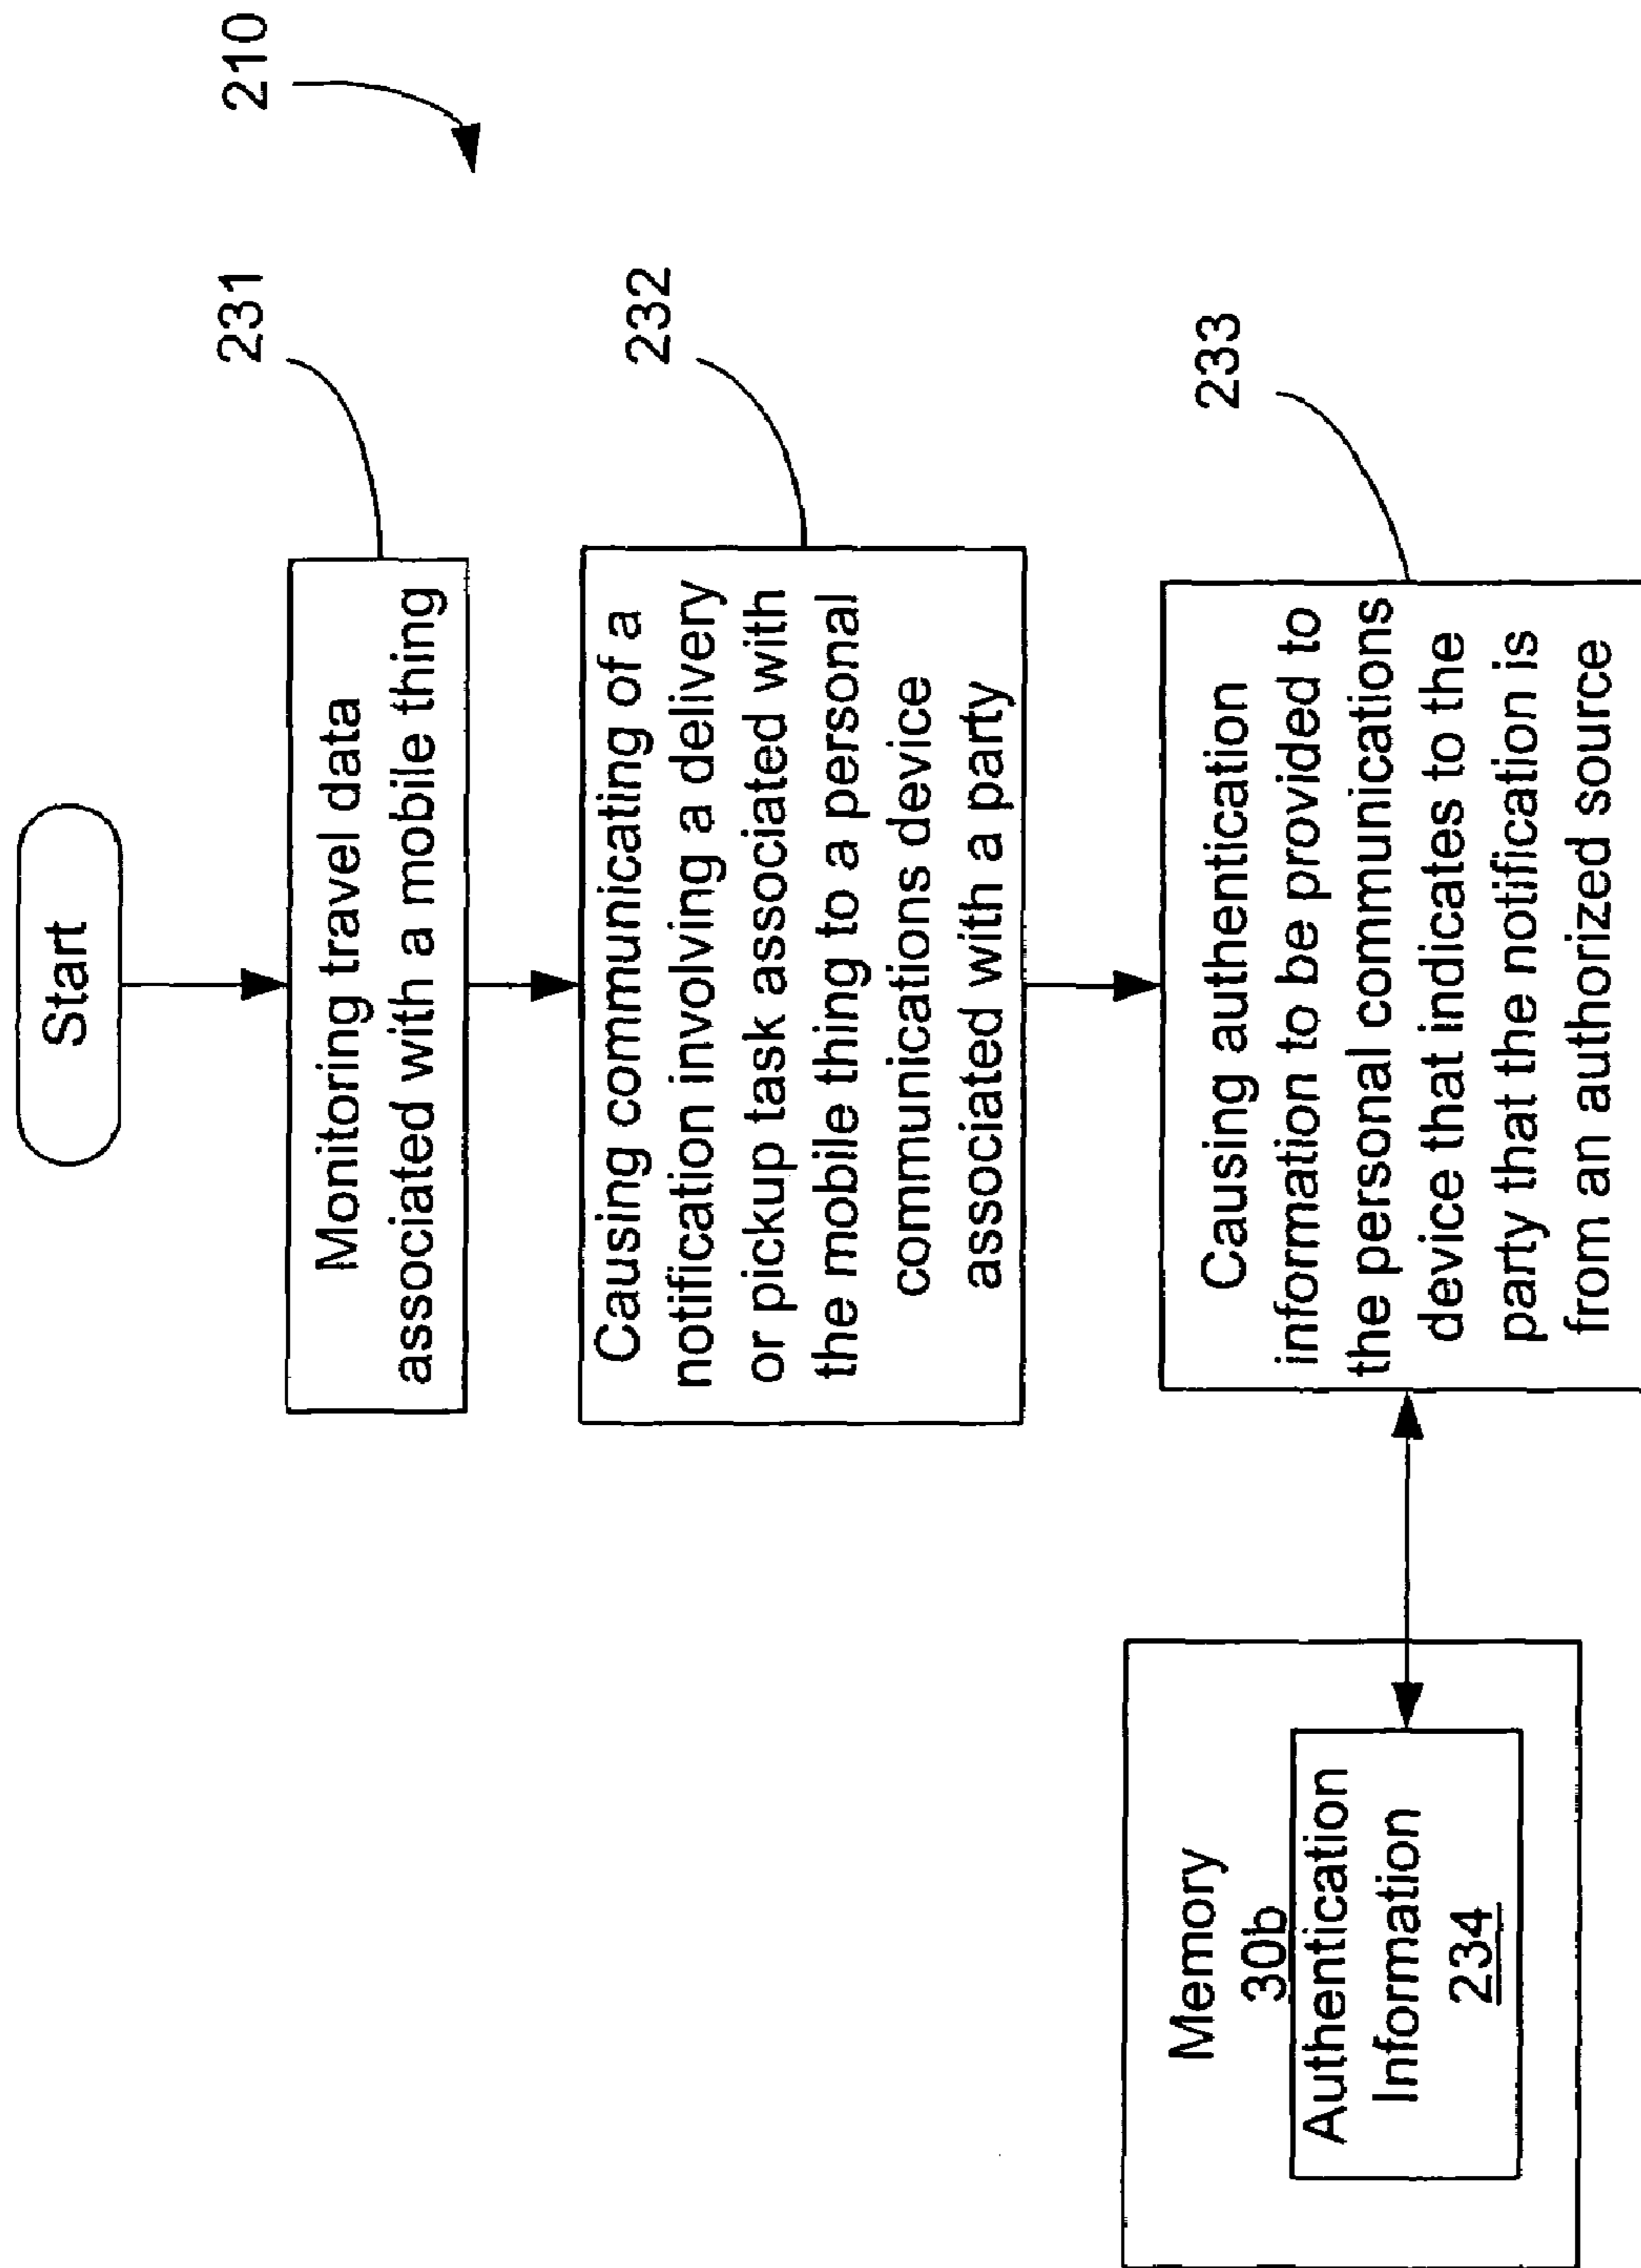 Start
210
231
Monitoring travel data
associated with a mobile thing
232
Causing communicating of a
notification involving a delivery
or pickup task associated with
the mobile thing to a personal
communications device
associated with a party
233
Causing authentication
information to be provided to
the personal communications
device that indicates to the
party that the notification is
from an authorized source
Memory
30b
Authentication
Information
234